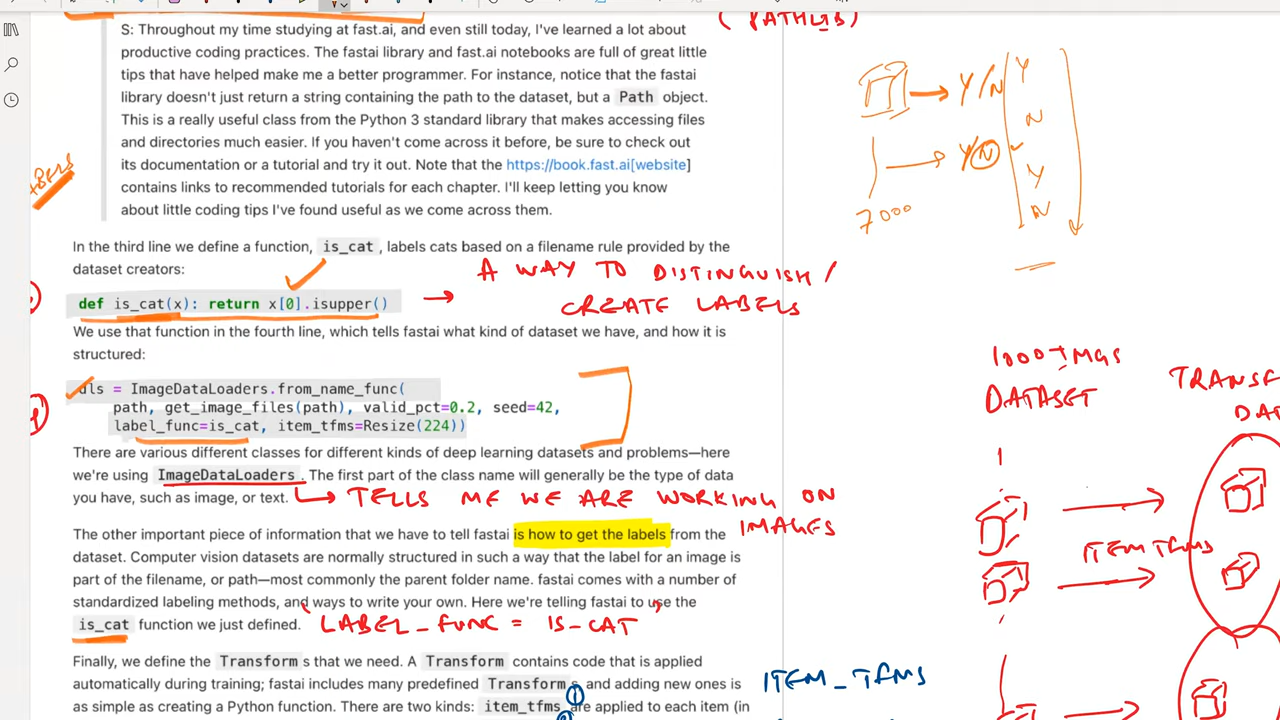 (PATHLIB)
S: Throughout my time studying at fast.ai, and even still today, I've learned a lot about
productive coding practices. The fastai library and fast.ai notebooks are full of great little
tips that have helped make me a better programmer. For instance, notice that the fastai
library doesn't just return a string containing the path to the dataset, but a Path object.
This is a really useful class from the Python 3 standard library that makes accessing files
and directories much easier. If you haven't come across it before, be sure to check out
its documentation or a tutorial and try it out. Note that the https://book.fast.ai[website]
contains links to recommended tutorials for each chapter. I'll keep letting you know
about little coding tips I've found useful as we come across them.
Y/N
Y
N
Y N
Y
N
7000
In the third line we define a function, is_cat, labels cats based on a filename rule provided by the
dataset creators:
def is_cat(x): return x[0].isupper()
A WAY TO DISTINGUISH/
CREATE LABELS
We use that function in the fourth line, which tells fastai what kind of dataset we have, and how it is
structured:
dls = ImageDataLoaders.from_name_func(
path, get_image_files(path), valid_pct=0.2, seed=42,
label_func=is_cat, item_tfms=Resize(224))
There are various different classes for different kinds of deep learning datasets and problems—here
we're using ImageDataLoaders. The first part of the class name will generally be the type of data
you have, such as image, or text.
TELLS ME WE ARE WORKING ON
IMAGES
The other important piece of information that we have to tell fastai is how to get the labels from the
dataset. Computer vision datasets are normally structured in such a way that the label for an image is
part of the filename, or path—most commonly the parent folder name. fastai comes with a number of
standardized labeling methods, and ways to write your own. Here we're telling fastai to use the
is_cat function we just defined.
LABEL_FUNC = IS-CAT
Finally, we define the Transforms that we need. A Transform contains code that is applied
automatically during training; fastai includes many predefined Transforms, and adding new ones is
as simple as creating a Python function. There are two kinds: item_tfms are applied to each item (in
1
ITEM_TFMS
1000 IMGS
DATASET
TRANSF
DA
ITEM TFMS